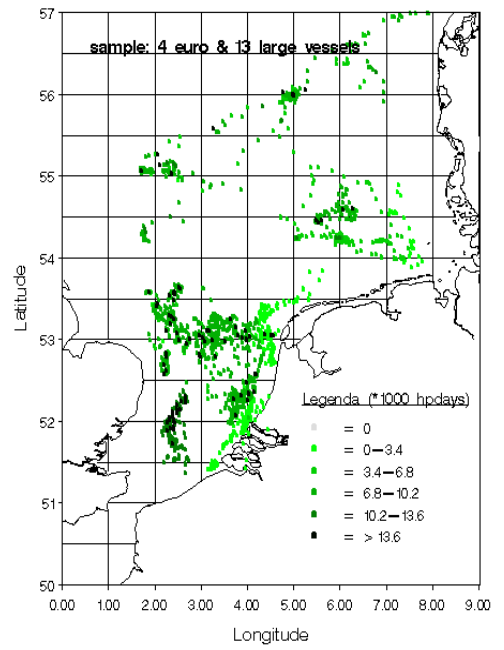 sample: 4 euro & 13 large vessels
57
56
55
54
53
52
51
50
Latitude
Legenda (*1000 hpdays)
= 0
= 0-3.4
= 3.4-6.8
= 6.8-10.2
= 10.2-13.6
= > 13.6
0.00 1.00 2.00 3.00 4.00 5.00 6.00 7.00 8.00 9.00
Longitude